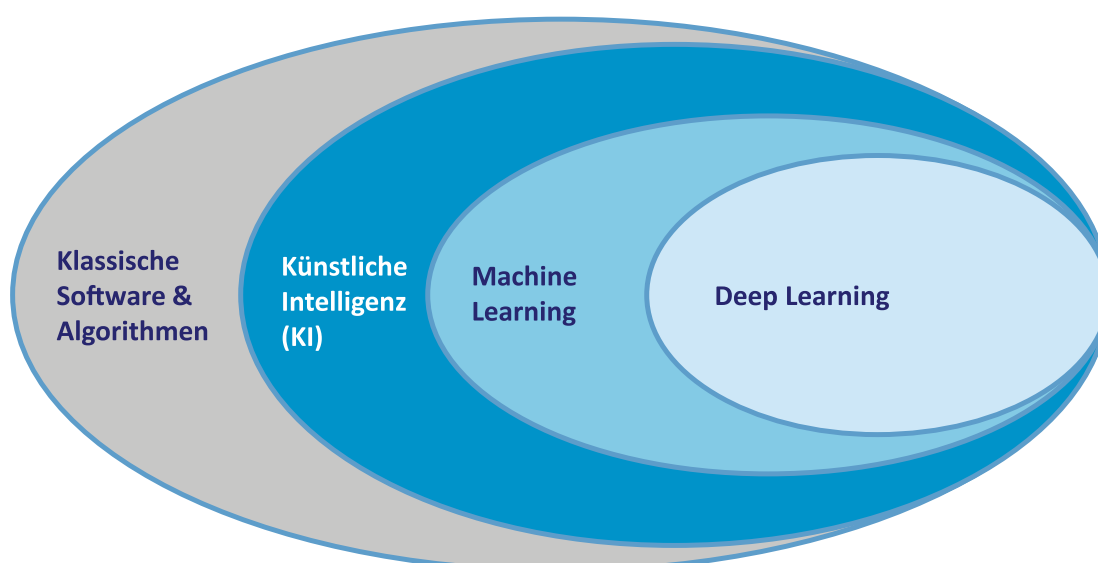 Klassische
Software &
Algorithmen
Künstliche
Intelligenz
(KI)
Machine
Learning
Deep Learning